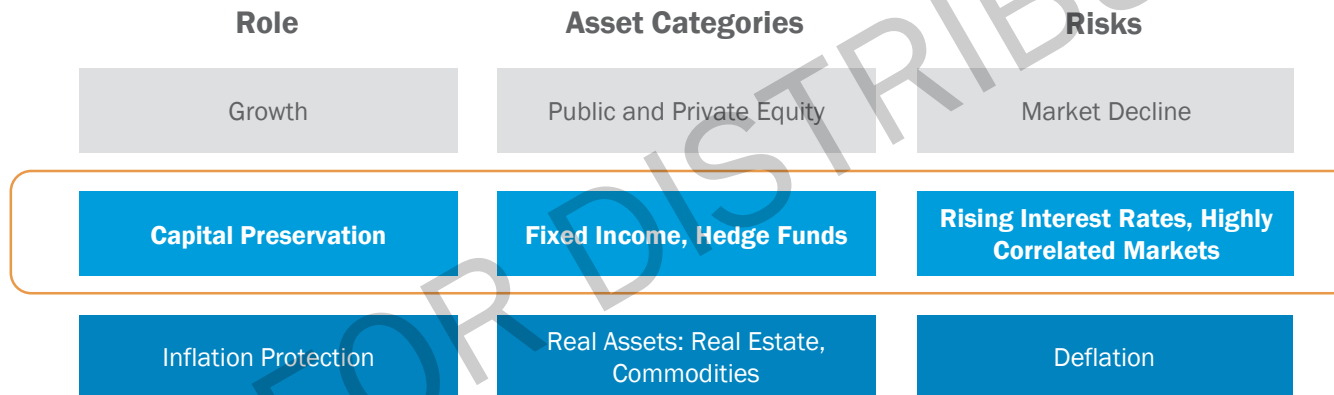 Role Asset Categories Risks
Growth Public and Private Equity Market Decline
Capital Preservation Fixed Income, Hedge Funds Rising Interest Rates, Highly
Correlated Markets
Inflation Protection Real Assets: Real Estate,
Commodities Deflation
FOR DISTRIBU